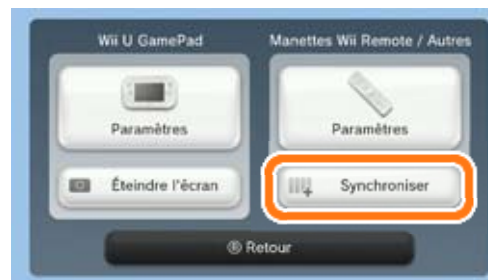 Wii U GamePad
Manettes Wii Remote / Autres
Paramètres
Paramètres
Éteindre l'écran
Synchroniser
Ⓑ Retour